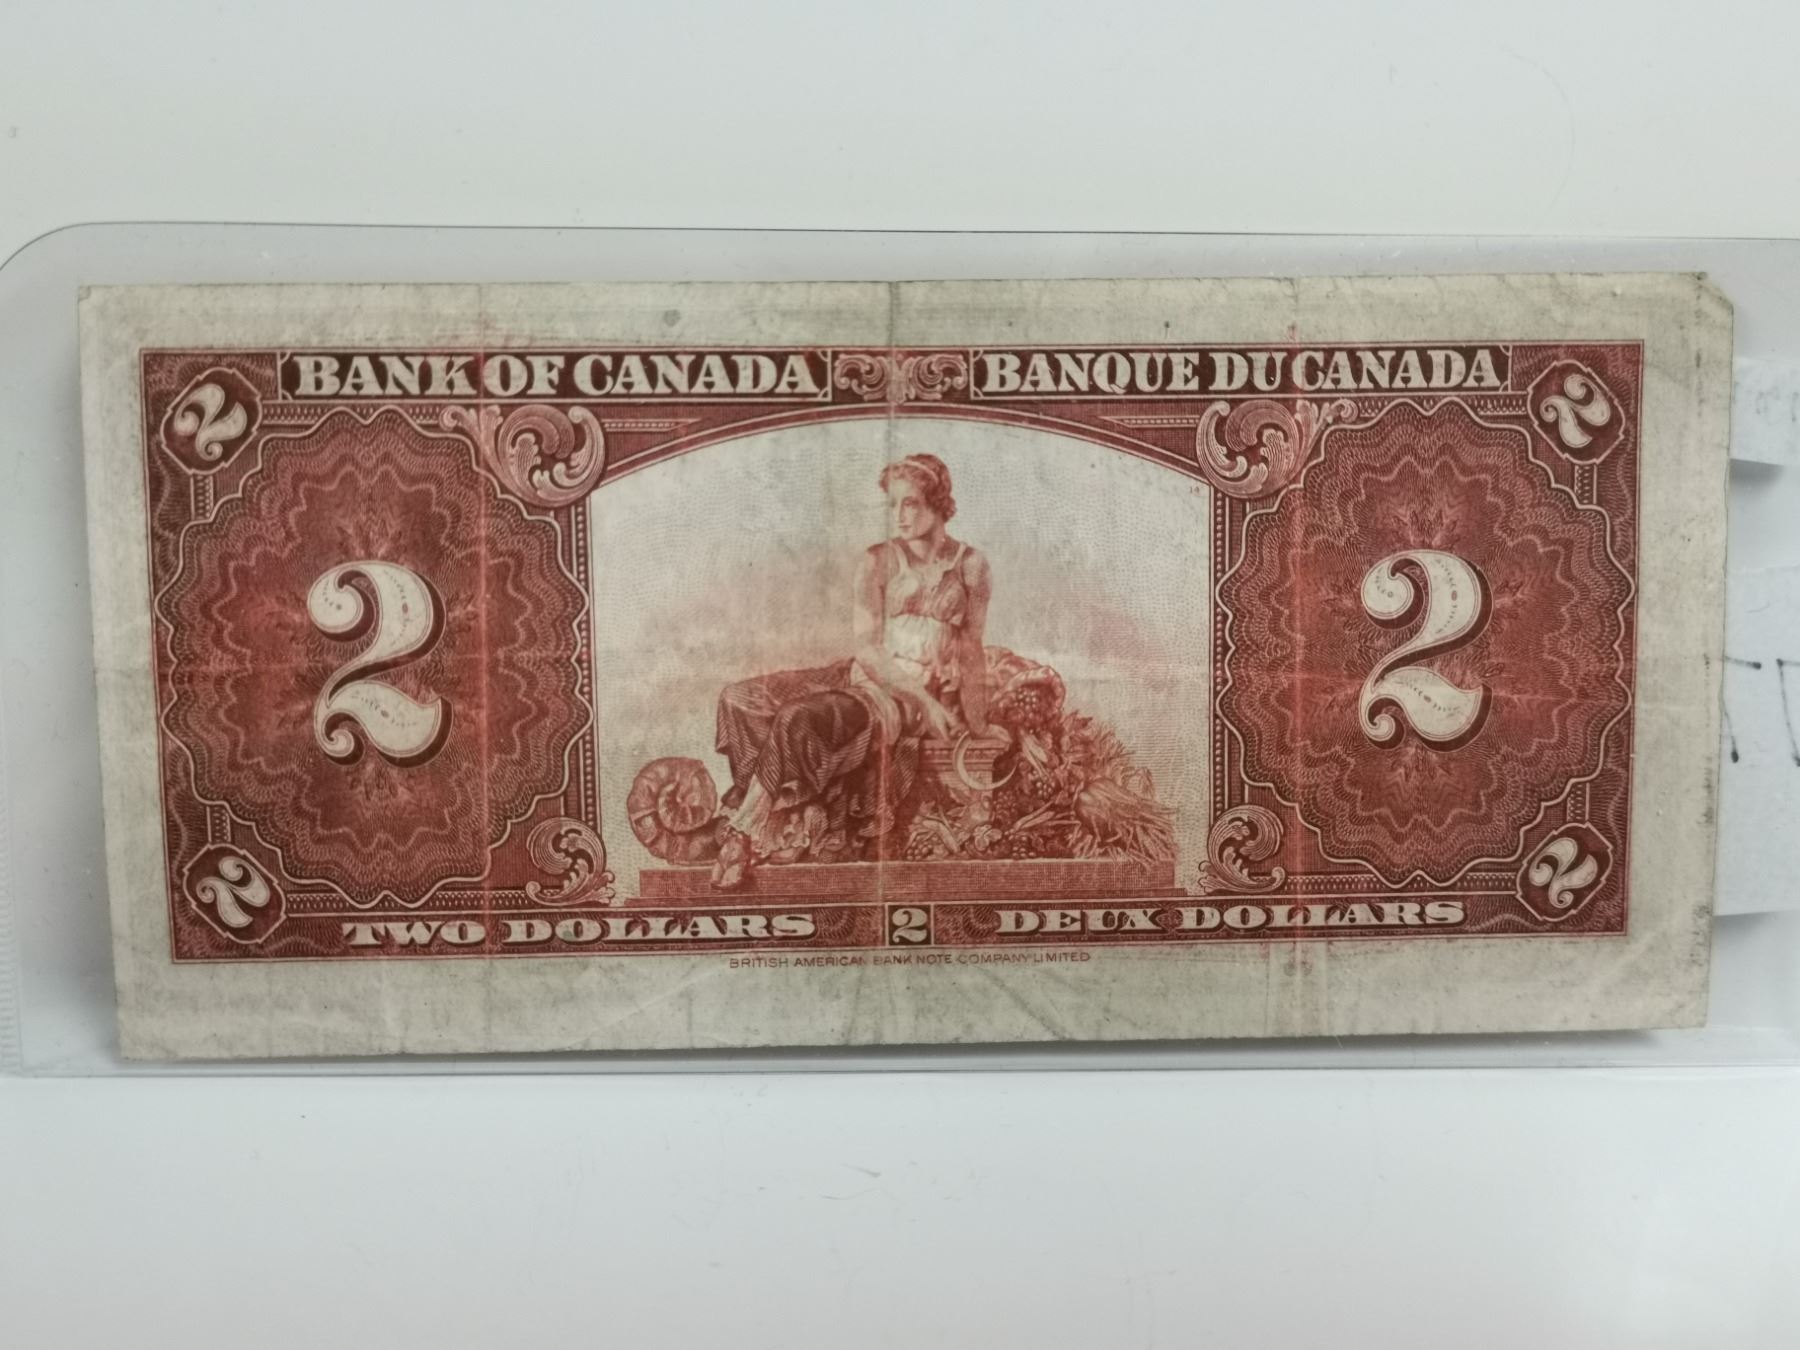 BANK OF CANADA BANQUE DU CANADA
2 2
14
2 2
2 2
TWO DOLLARS 2 DEUX DOLLARS
BRITISH AMERICAN BANK NOTE COMPANY LIMITED